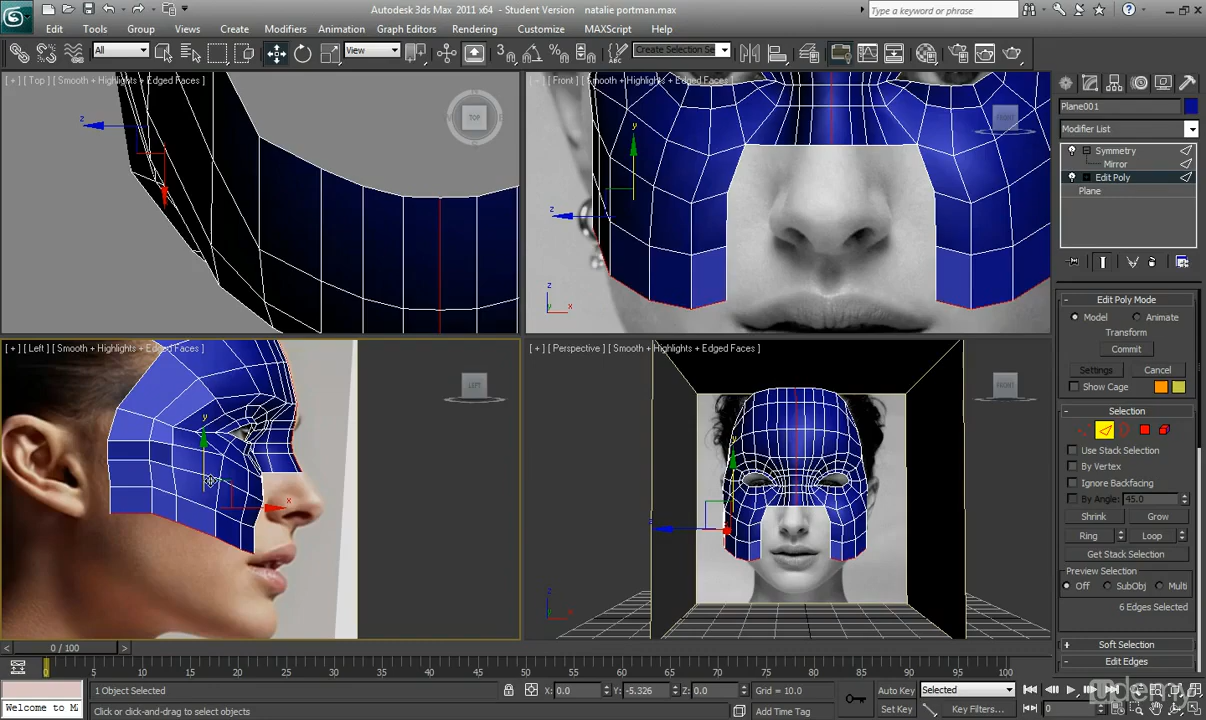 Autodesk 3ds Max 2011 x64 - Student Version natalie portman.max
Type a keyword or phrase
Edit Tools Group Views Create Modifiers Animation Graph Editors Rendering Customize MAXScript Help
All
View
Create Selection Se
[ + ] [ Top ] [ Smooth + Highlights + Edged Faces ]
TOP
[ + ] [ Front ] [ Smooth + Highlights + Edged Faces ]
FRONT
[ + ] [ Left ] [ Smooth + Highlights + Edged Faces ]
LEFT
[ + ] [ Perspective ] [ Smooth + Highlights + Edged Faces ]
FRONT
Plane001
Modifier List
Symmetry
Mirror
Edit Poly
Plane
Edit Poly Mode
Model Animate
Transform
Commit
Settings Cancel
Show Cage
Selection
Use Stack Selection
By Vertex
Ignore Backfacing
By Angle: 45.0
Shrink Grow
Ring Loop
Get Stack Selection
Preview Selection
Off SubObj Multi
6 Edges Selected
Soft Selection
Edit Edges
0 / 100
0 5 10 15 20 25 30 35 40 45 50 55 60 65 70 75 80 85 90 95 100
1 Object Selected
X: 0.0 Y: -5.326 Z: 0.0 Grid = 10.0
Auto Key Selected
Welcome to M
Click or click-and-drag to select objects
Add Time Tag
Set Key Key Filters... 0
udemy